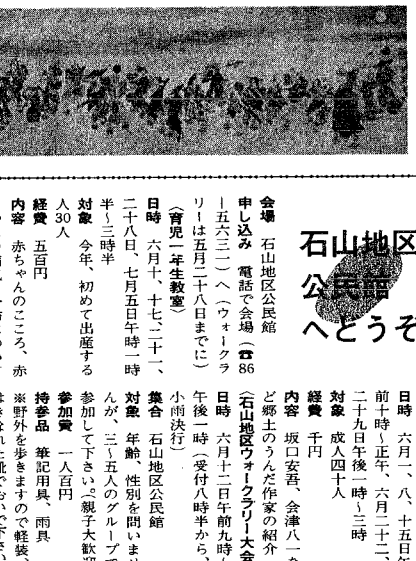 石山地区
公民館
へどうぞ
日時　六月一、八、十五日午
前十時〜正午、六月二十二、
二十九日午後一時〜三時
対象　成人四十人
経費　千円
内容　坂口安吾、会津八一な
ど郷土のうんだ作家の紹介
〈石山地区ウォークラリー大会
日時　六月十二日午前九時〜
午後一時（受付八時半から、
小雨決行）
集合　石山地区公民館
対象　年齢、性別を問いませ
んが、三〜五人のグループで
参加して下さい。（親子大歓迎
参加費　一人百円
持参品　筆記用具、雨具
※野外を歩きますので軽装、
会場　石山地区公民館
申し込み　電話で会場（☎86
ー五六三一）へ（ウォークラ
リーは五月二十八日までに）
〈育児一年生教室〉
日時　六月十、十七、二十一、
二十八日、七月五日午後一時
半〜三時半
対象　今年、初めて出産する
人30人
経費　五百円
内容　赤ちゃんのこころ、赤